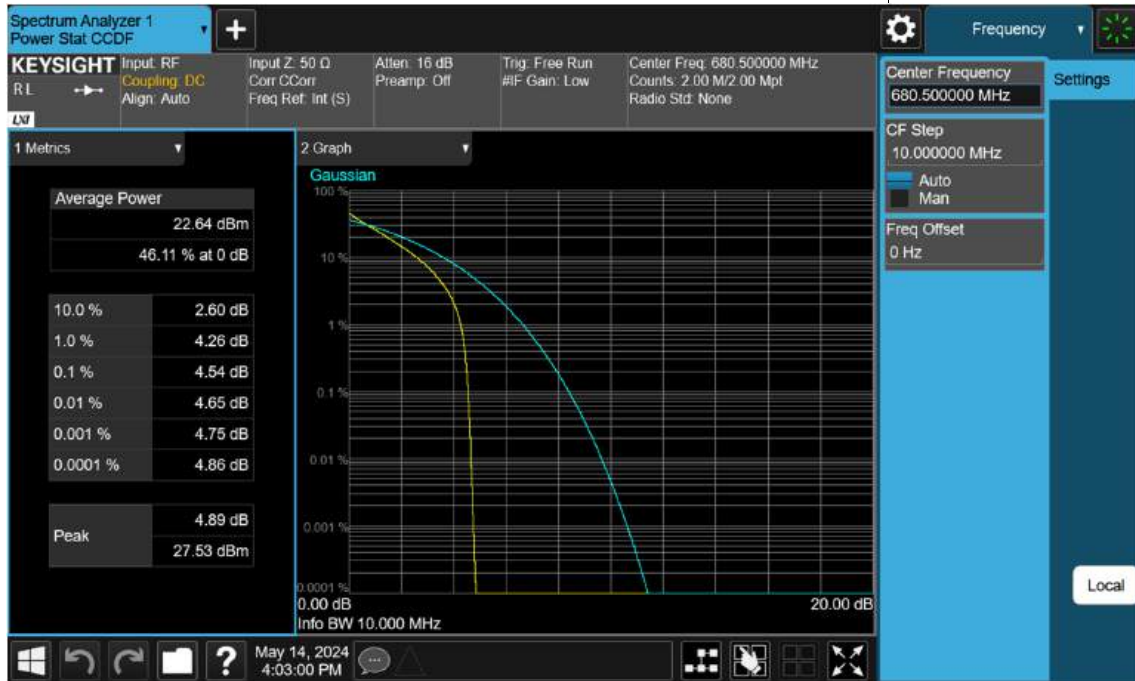 Spectrum Analyzer 1
Power Stat CCDF
+
Frequency
KEYSIGHT
RL
LXI
Input: RF
Coupling: DC
Align: Auto
Input Z: 50 Ω
Corr CCorr
Freq Ref: Int (S)
Atten: 16 dB
Preamp: Off
Trig: Free Run
#IF Gain: Low
Center Freq: 680.500000 MHz
Counts: 2.00 M/2.00 Mpt
Radio Std: None
Center Frequency
680.500000 MHz
Settings
CF Step
10.000000 MHz
Auto
Man
Freq Offset
0 Hz
Local
1 Metrics
Average Power
22.64 dBm
46.11 % at 0 dB
10.0 % 2.60 dB
1.0 % 4.26 dB
0.1 % 4.54 dB
0.01 % 4.65 dB
0.001 % 4.75 dB
0.0001 % 4.86 dB
Peak
4.89 dB
27.53 dBm
2 Graph
Gaussian
100 %
10 %
1 %
0.1 %
0.01 %
0.001 %
0.0001 %
0.00 dB 20.00 dB
Info BW 10.000 MHz
?
May 14, 2024
4:03:00 PM